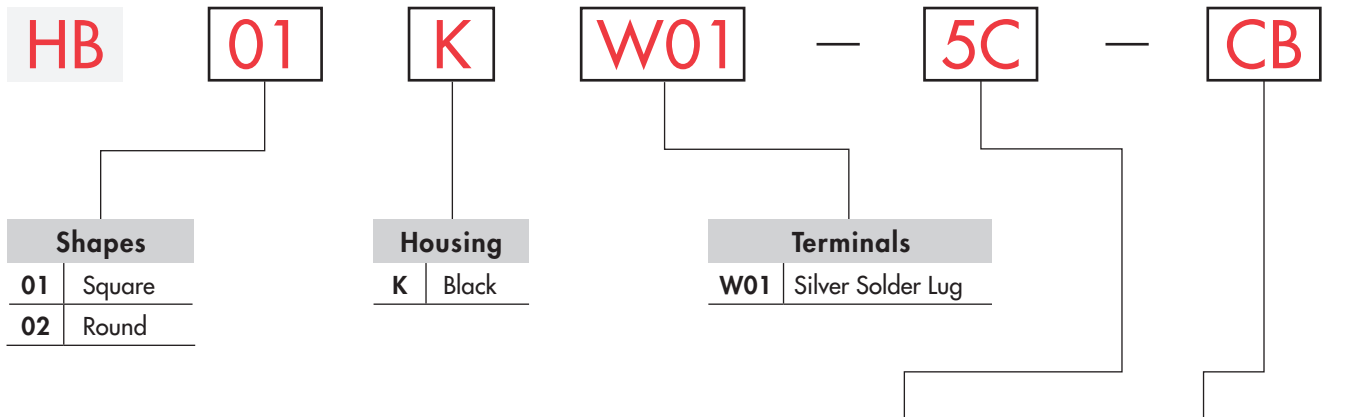 HB 01 K W01 — 5C — CB
Shapes
01 Square
02 Round
Housing
K Black
Terminals
W01 Silver Solder Lug